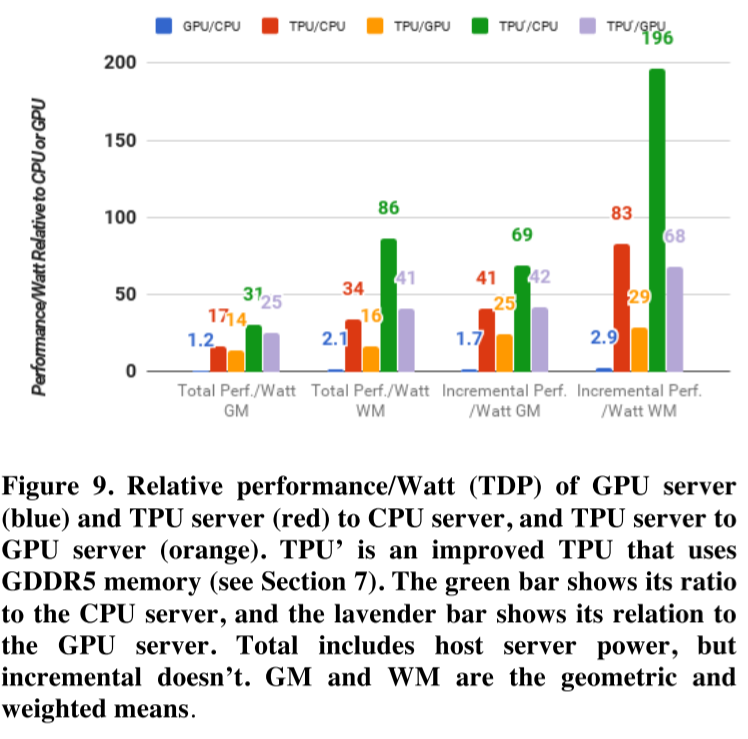 GPU/CPU TPU/CPU TPU/GPU TPU'/CPU TPU'/GPU
Performance/Watt Relative to CPU or GPU
200
150
100
50
0
1.2 17 14 31 25
2.1 34 16 86 41
1.7 41 25 69 42
2.9 83 29 196 68
Total Perf./Watt GM
Total Perf./Watt WM
Incremental Perf. /Watt GM
Incremental Perf. /Watt WM
Figure 9. Relative performance/Watt (TDP) of GPU server
(blue) and TPU server (red) to CPU server, and TPU server to
GPU server (orange). TPU’ is an improved TPU that uses
GDDR5 memory (see Section 7). The green bar shows its ratio
to the CPU server, and the lavender bar shows its relation to
the GPU server. Total includes host server power, but
incremental doesn’t. GM and WM are the geometric and
weighted means.